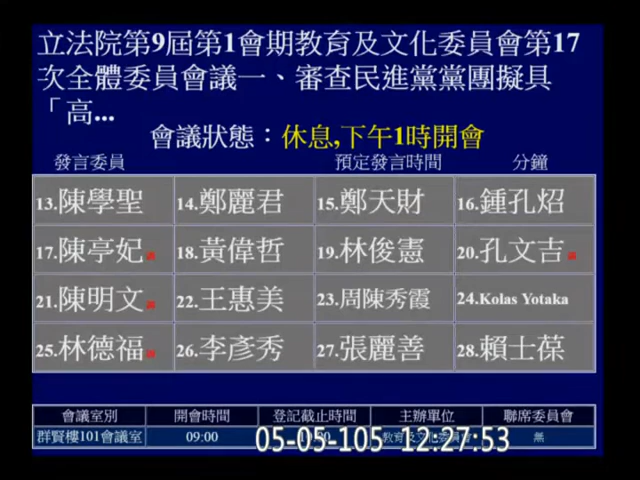 立法院第9屆第1會期教育及文化委員會第17
次全體委員會議一、審查民進黨黨團擬具
「高...
會議狀態：休息,下午1時開會
發言委員 預定發言時間 分鐘
13.陳學聖 14.鄭麗君 15.鄭天財 16.鍾孔炤
17.陳亭妃 18.黃偉哲 19.林俊憲 20.孔文吉
21.陳明文 22.王惠美 23.周陳秀霞 24.Kolas Yotaka
25.林德福 26.李彥秀 27.張麗善 28.賴士葆
會議室別 開會時間 登記截止時間 主辦單位 聯席委員會
群賢樓101會議室 09:00 教育及文化委員會 無
05-05-105 12:27:53